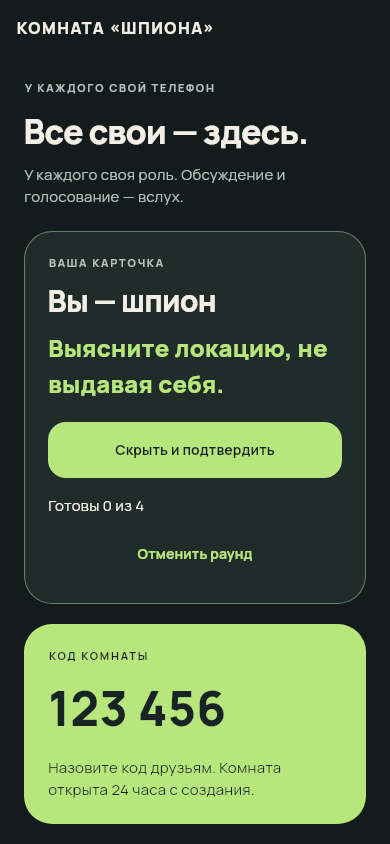 КОМНАТА «ШПИОНА»
У КАЖДОГО СВОЙ ТЕЛЕФОН
Все свои — здесь.
У каждого своя роль. Обсуждение и
голосование — вслух.
ВАША КАРТОЧКА
Вы — шпион
Выясните локацию, не
выдавая себя.
Скрыть и подтвердить
Готовы 0 из 4
Отменить раунд
КОД КОМНАТЫ
123 456
Назовите код друзьям. Комната
открыта 24 часа с создания.